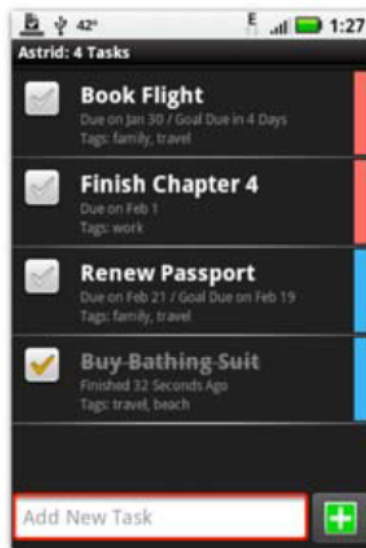 42° E 1:27
Astrid: 4 Tasks
Book Flight
Due on Jan 30 / Goal Due in 4 Days
Tags: family, travel
Finish Chapter 4
Due on Feb 1
Tags: work
Renew Passport
Due on Feb 21 / Goal Due on Feb 19
Tags: family, travel
Buy Bathing Suit
Finished 32 Seconds Ago
Tags: travel, beach
Add New Task